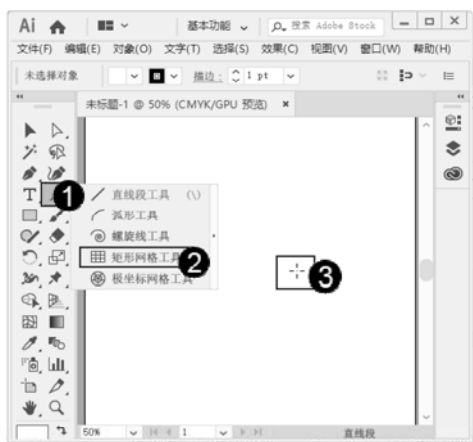 Ai 基本功能 搜索 Adobe Stock
文件(F) 编辑(E) 对象(O) 文字(T) 选择(S) 效果(C) 视图(V) 窗口(W) 帮助(H)
未选择对象 描边: 1 pt
未标题-1 @ 50% (CMYK/GPU 预览) ×
T 1 直线段工具 (\)
弧形工具
螺旋线工具
矩形网格工具 2
极坐标网格工具
3
50% 1 直线段